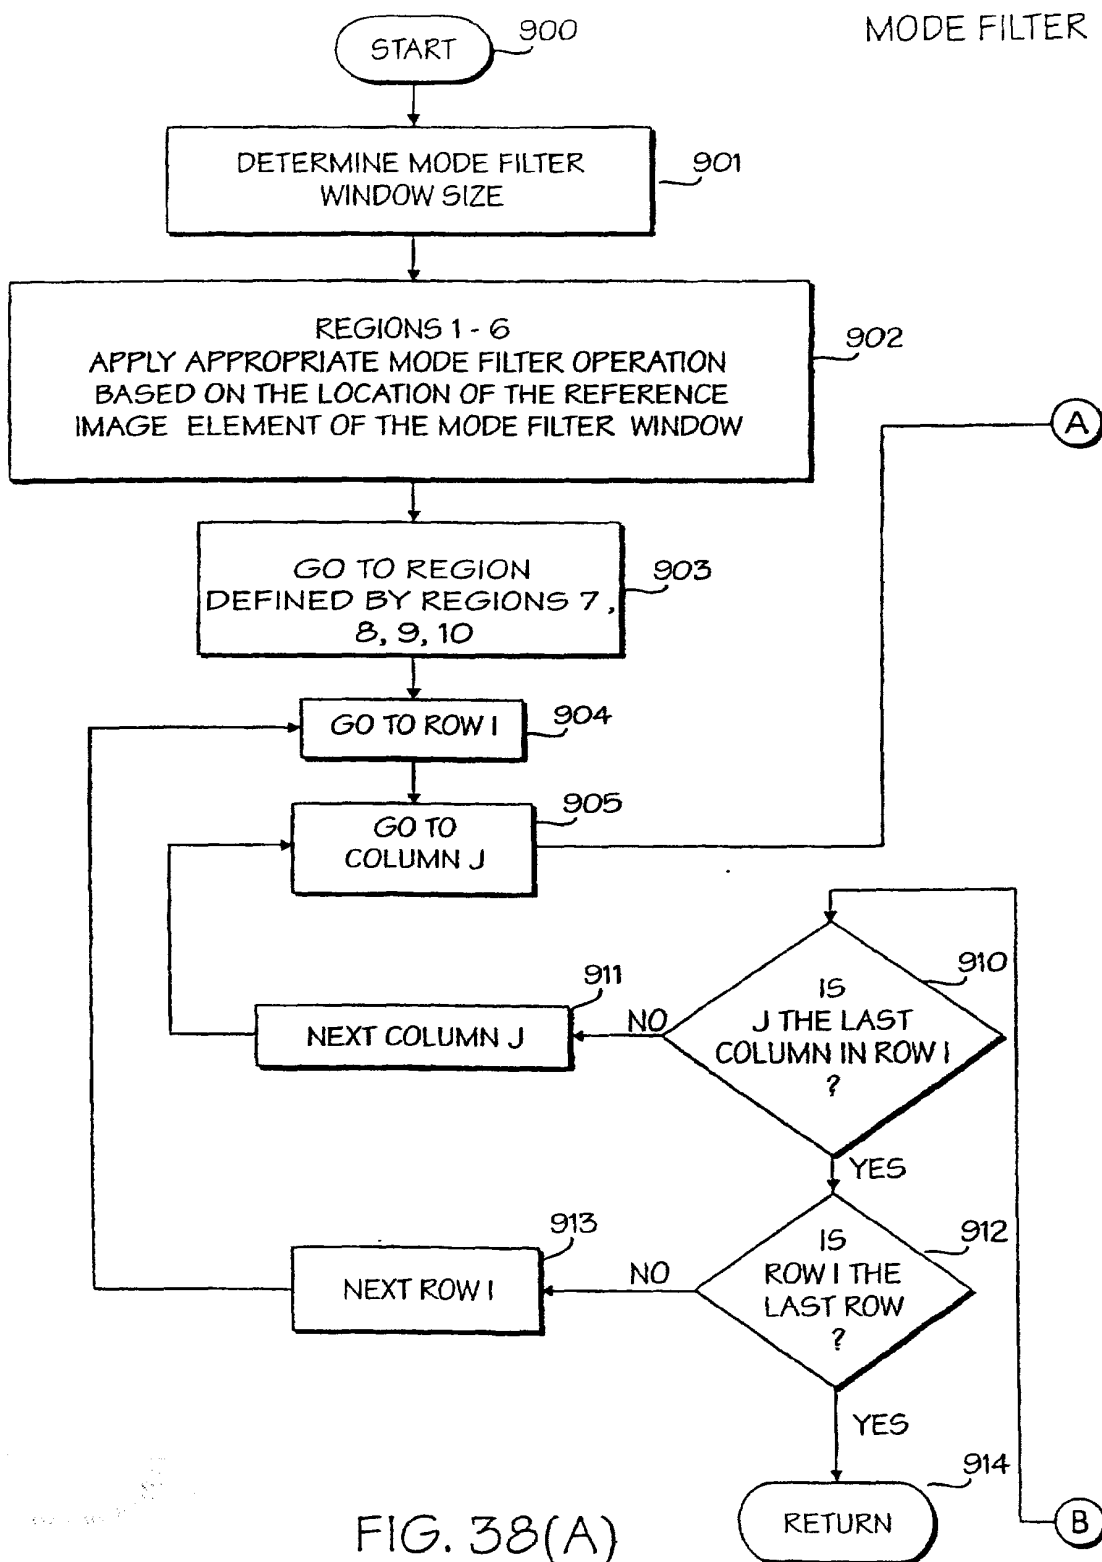 MODE FILTER
START
900
DETERMINE MODE FILTER
WINDOW SIZE
901
REGIONS 1 - 6
APPLY APPROPRIATE MODE FILTER OPERATION
BASED ON THE LOCATION OF THE REFERENCE
IMAGE ELEMENT OF THE MODE FILTER WINDOW
902
A
GO TO REGION
DEFINED BY REGIONS 7,
8, 9, 10
903
GO TO ROW I
904
GO TO
COLUMN J
905
IS
J THE LAST
COLUMN IN ROW I
?
910
NO
NEXT COLUMN J
911
YES
IS
ROW I THE
LAST ROW
?
912
NO
NEXT ROW I
913
YES
RETURN
914
B
FIG. 38(A)